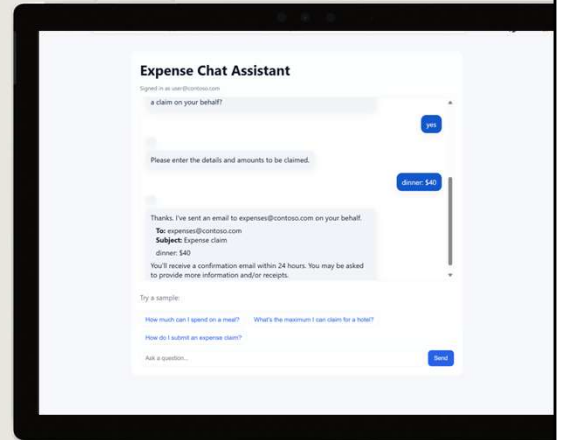 Expense Chat Assistant
Signed in as user@contoso.com
a claim on your behalf?
yes
Please enter the details and amounts to be claimed.
dinner: $40
Thanks. I've sent an email to expenses@contoso.com on your behalf.
To: expenses@contoso.com
Subject: Expense claim
dinner: $40
You'll receive a confirmation email within 24 hours. You may be asked
to provide more information and/or receipts.
Try a sample:
How much can I spend on a meal? What's the maximum I can claim for a hotel?
How do I submit an expense claim?
Ask a question...
Send